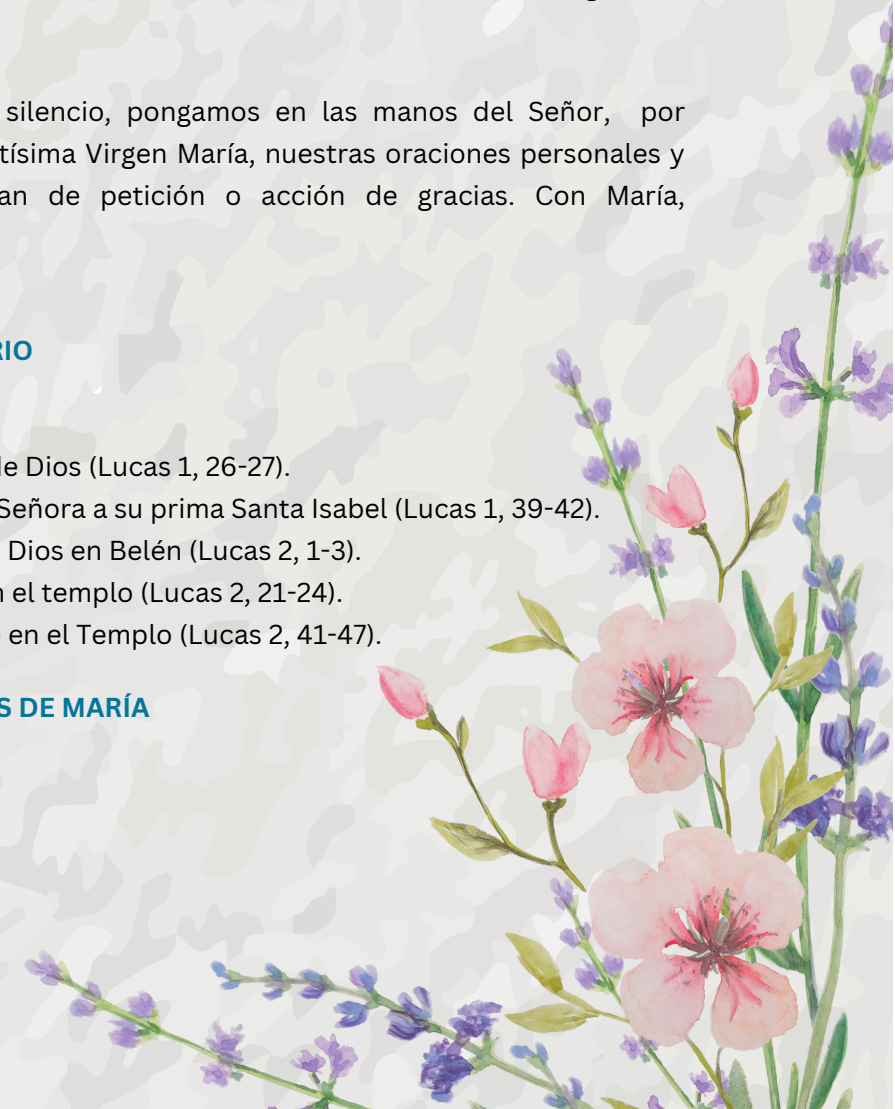 silencio, pongamos en las manos del Señor, por
tísima Virgen María, nuestras oraciones personales y
an de petición o acción de gracias. Con María,
RIO
de Dios (Lucas 1, 26-27).
Señora a su prima Santa Isabel (Lucas 1, 39-42).
Dios en Belén (Lucas 2, 1-3).
n el templo (Lucas 2, 21-24).
en el Templo (Lucas 2, 41-47).
S DE MARÍA